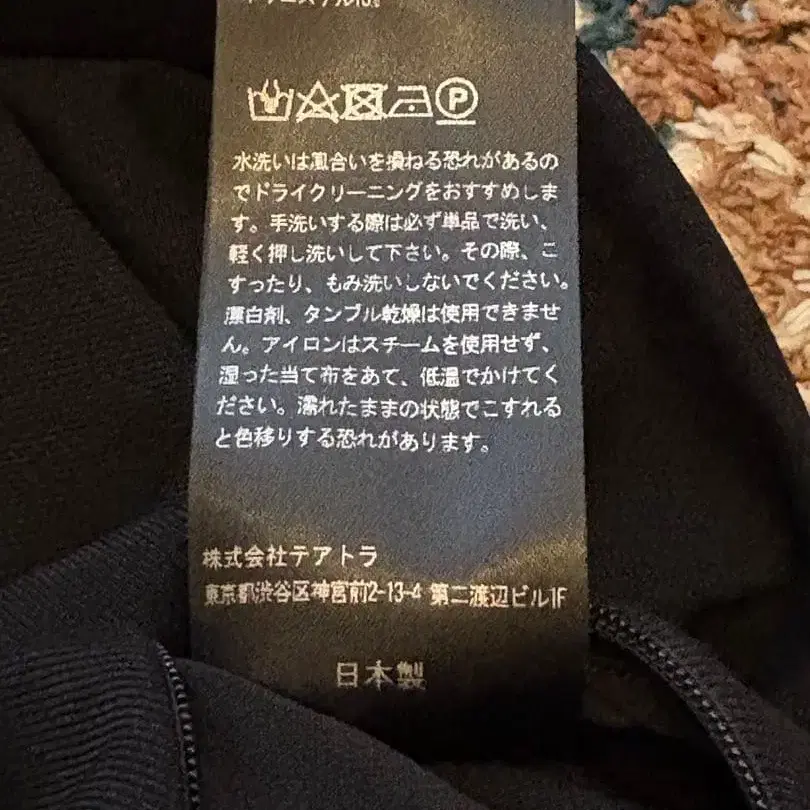 P
水洗いは風合いを損ねる恐れがあるの
でドライクリーニングをおすすめしま
す。手洗いする際は必ず単品で洗い、
軽く押し洗いして下さい。その際、こ
すったり、もみ洗いしないでください。
漂白剤、タンブル乾燥は使用できませ
ん。アイロンはスチームを使用せず、
湿った当て布をあて、低温でかけてく
ださい。濡れたままの状態でこすれる
と色移りする恐れがあります。
株式会社テアトラ
東京都渋谷区神宮前2-13-4 第二渡辺ビル1F
日本製